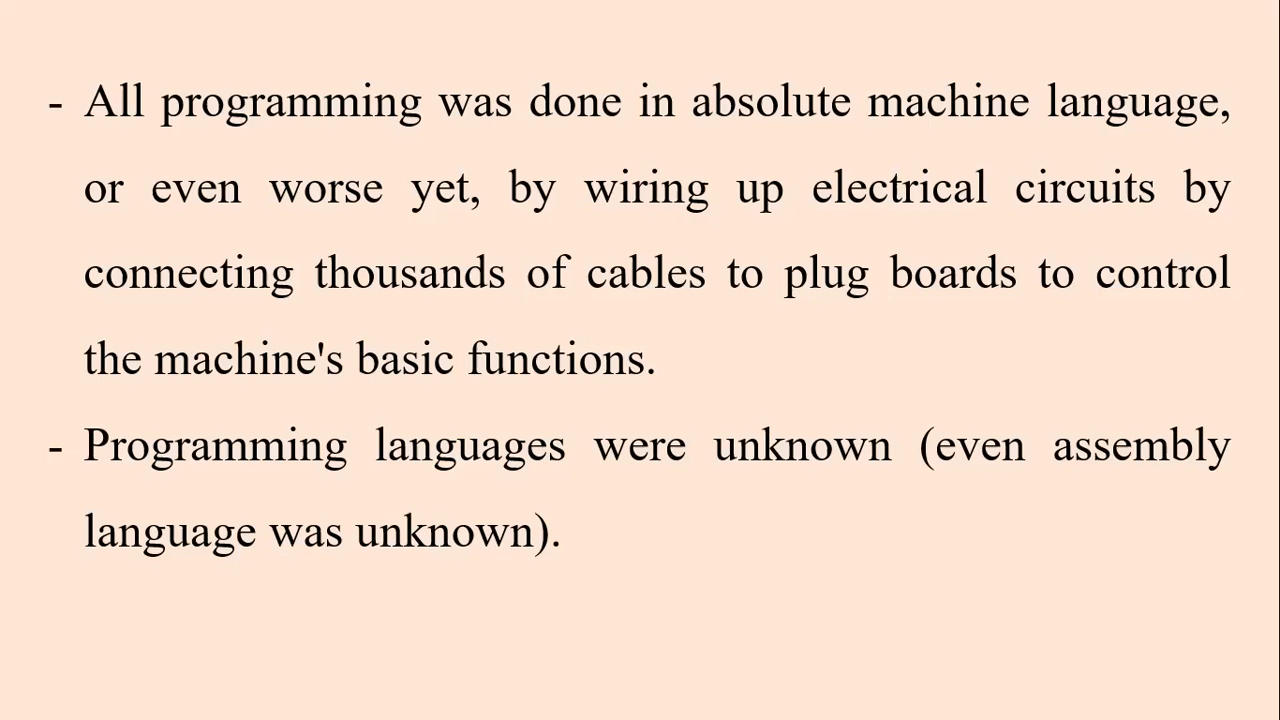 - All programming was done in absolute machine language,
or even worse yet, by wiring up electrical circuits by
connecting thousands of cables to plug boards to control
the machine's basic functions.
- Programming languages were unknown (even assembly
language was unknown).